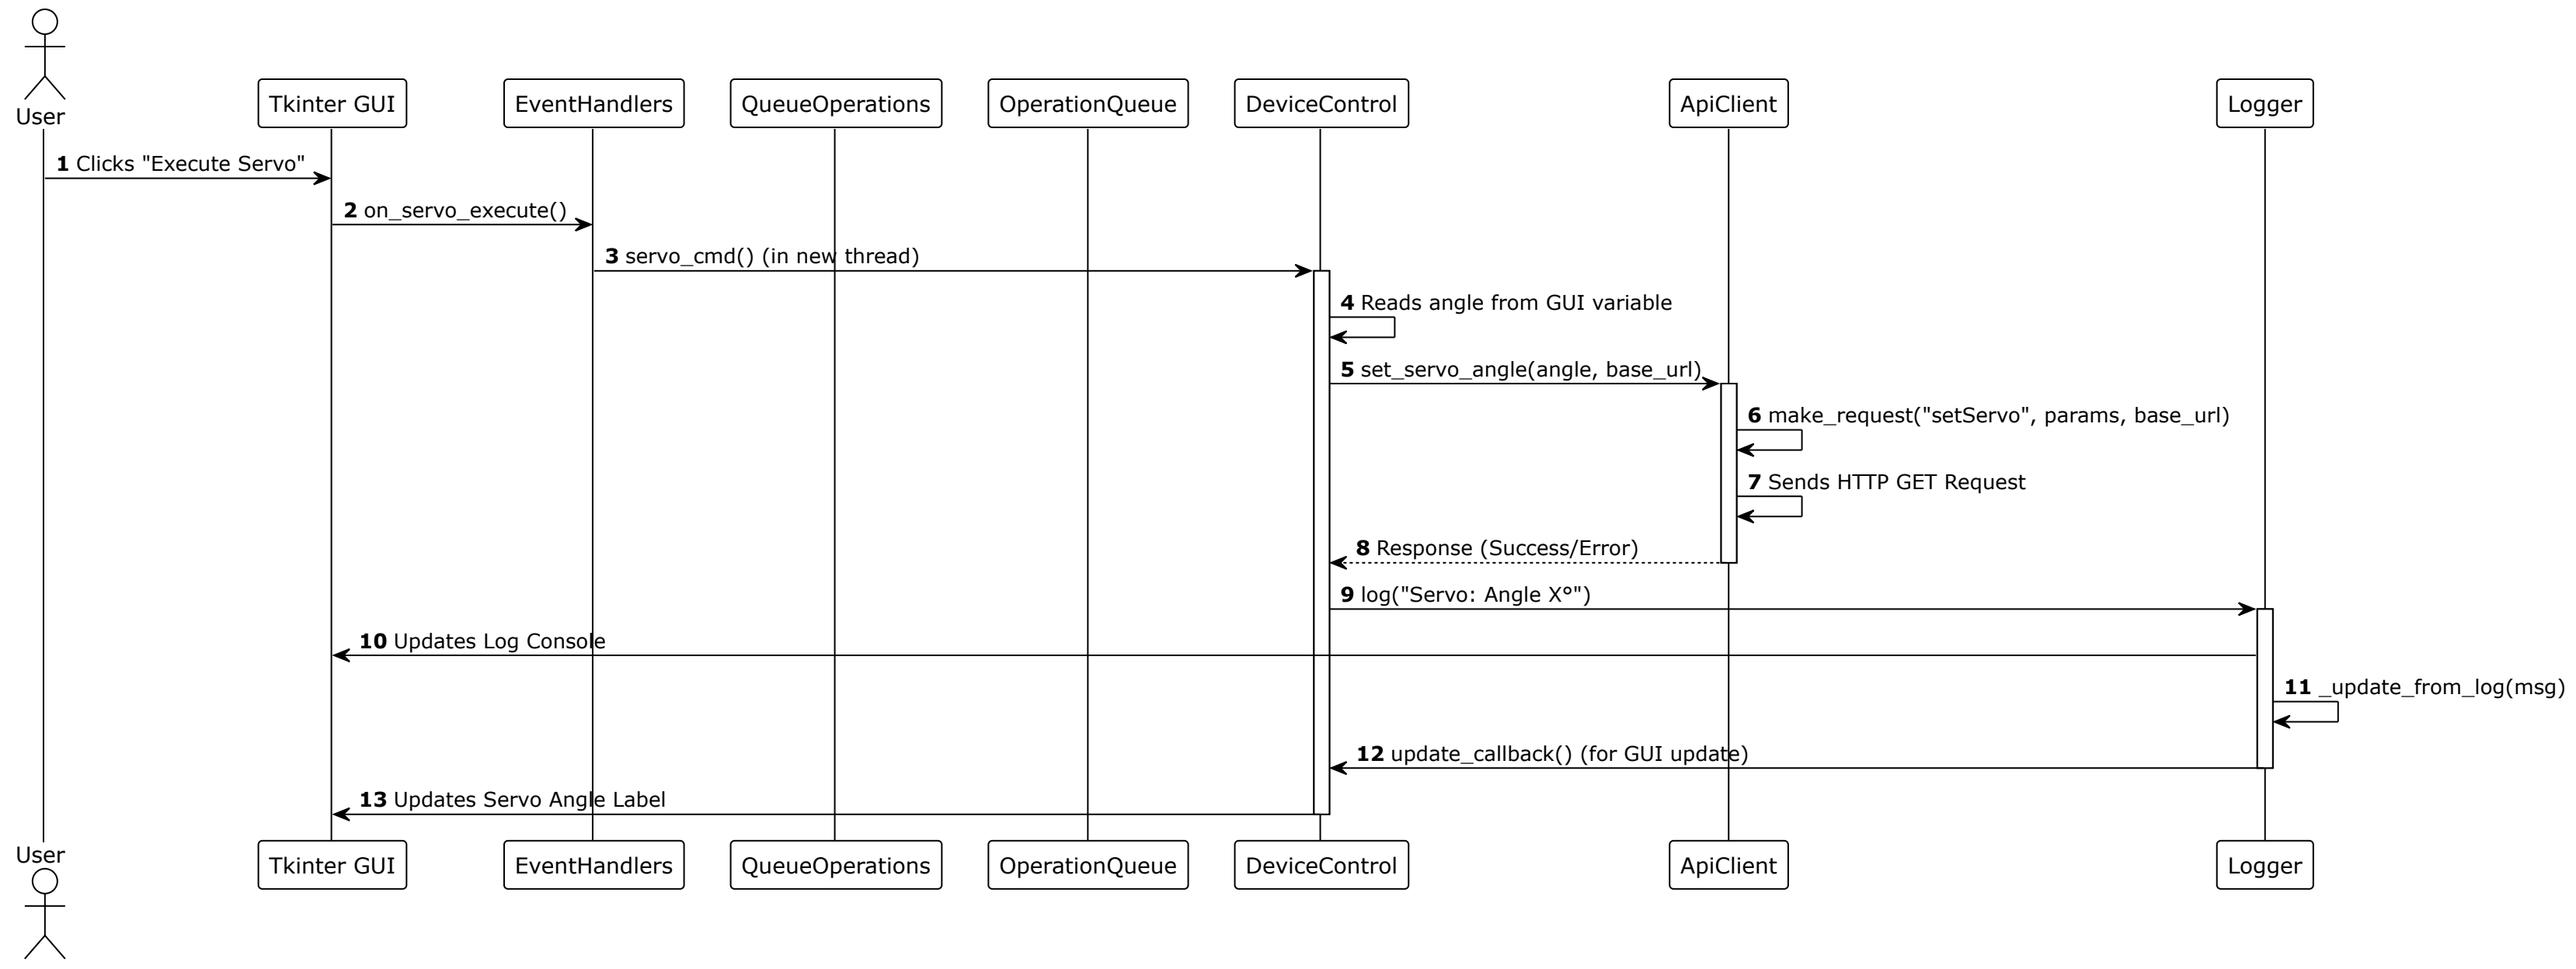 User
Tkinter GUI
EventHandlers
QueueOperations
OperationQueue
DeviceControl
ApiClient
Logger
1 Clicks "Execute Servo"
2 on_servo_execute()
3 servo_cmd() (in new thread)
4 Reads angle from GUI variable
5 set_servo_angle(angle, base_url)
6 make_request("setServo", params, base_url)
7 Sends HTTP GET Request
8 Response (Success/Error)
9 log("Servo: Angle X°")
10 Updates Log Console
11 _update_from_log(msg)
12 update_callback() (for GUI update)
13 Updates Servo Angle Label
User
Tkinter GUI
EventHandlers
QueueOperations
OperationQueue
DeviceControl
ApiClient
Logger